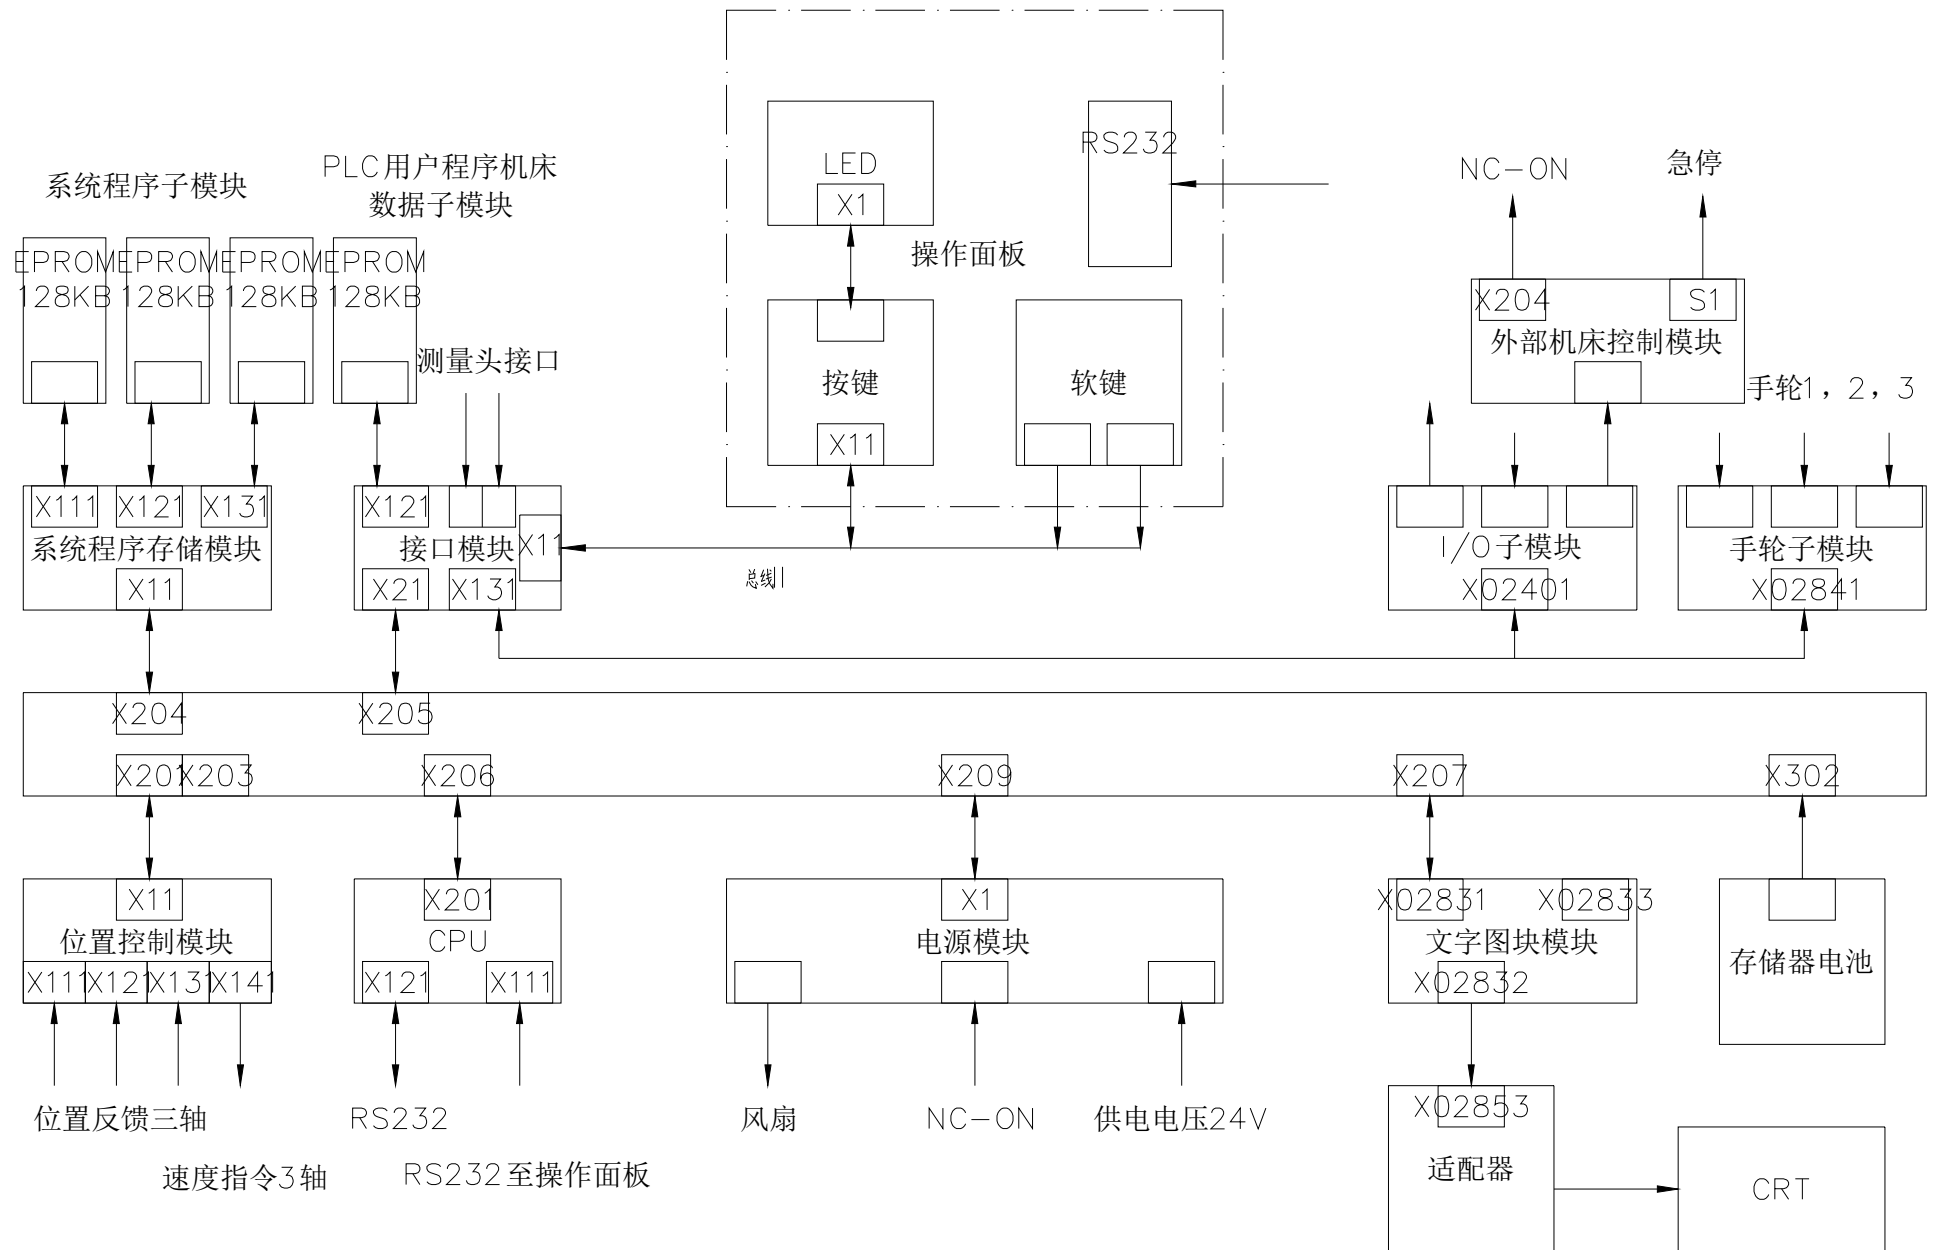 系统程序子模块
PLC用户程序机床
数据子模块
EPROM
128KB
EPROM
128KB
EPROM
128KB
EPROM
128KB
测量头接口
LED
X1
RS232
操作面板
按键
X11
软键
NC-ON
急停
X204
S1
外部机床控制模块
手轮1，2，3
X111
X121
X131
系统程序存储模块
X11
X121
接口模块
X11
X21
X131
总线1
I/O子模块
X02401
手轮子模块
X02841
X204
X205
X201
X203
X206
X209
X207
X302
X11
位置控制模块
X111
X121
X131
X141
X201
CPU
X121
X111
X1
电源模块
X02831
X02833
文字图块模块
X02832
存储器电池
位置反馈三轴
速度指令3轴
RS232
RS232至操作面板
风扇
NC-ON
供电电压24V
X02853
适配器
CRT